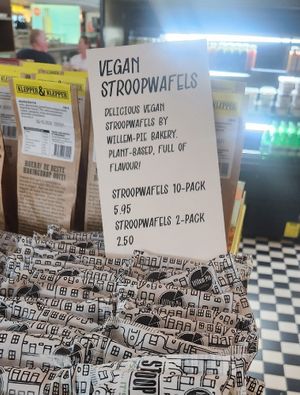 VEGAN
STROOPWAFELS
DELICIOUS VEGAN
STROOPWAFELS BY
WILLEM-PIE BAKERY.
PLANT-BASED, FULL OF
FLAVOUR!
STROOPWAFELS 10-PACK
5.95
STROOPWAFELS 2-PACK
2.50
KLEPPER & KLEPPER
STROOP